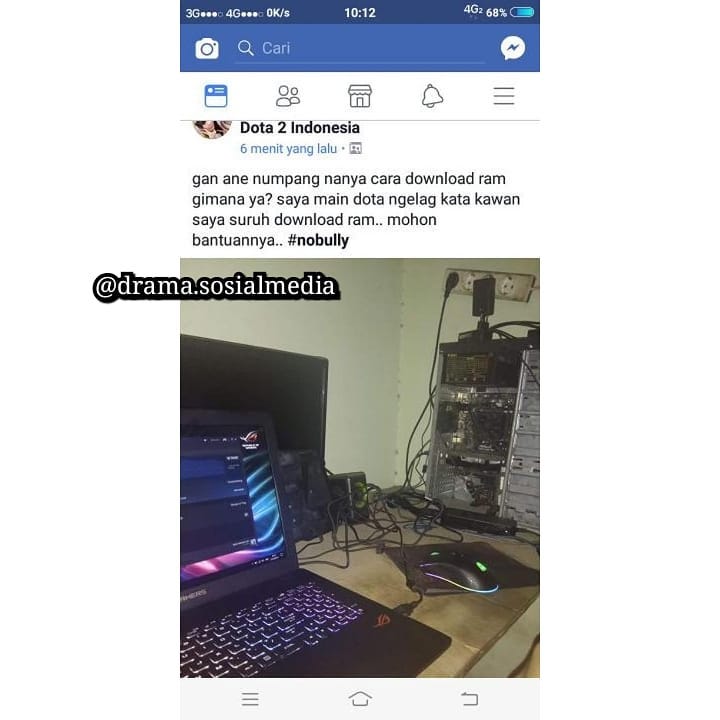 3G 4G 0K/s 10:12 4G2 68%
Cari
Dota 2 Indonesia
6 menit yang lalu ·
gan ane numpang nanya cara download ram
gimana ya? saya main dota ngelag kata kawan
saya suruh download ram.. mohon
bantuannya.. #nobully
@drama.sosialmedia